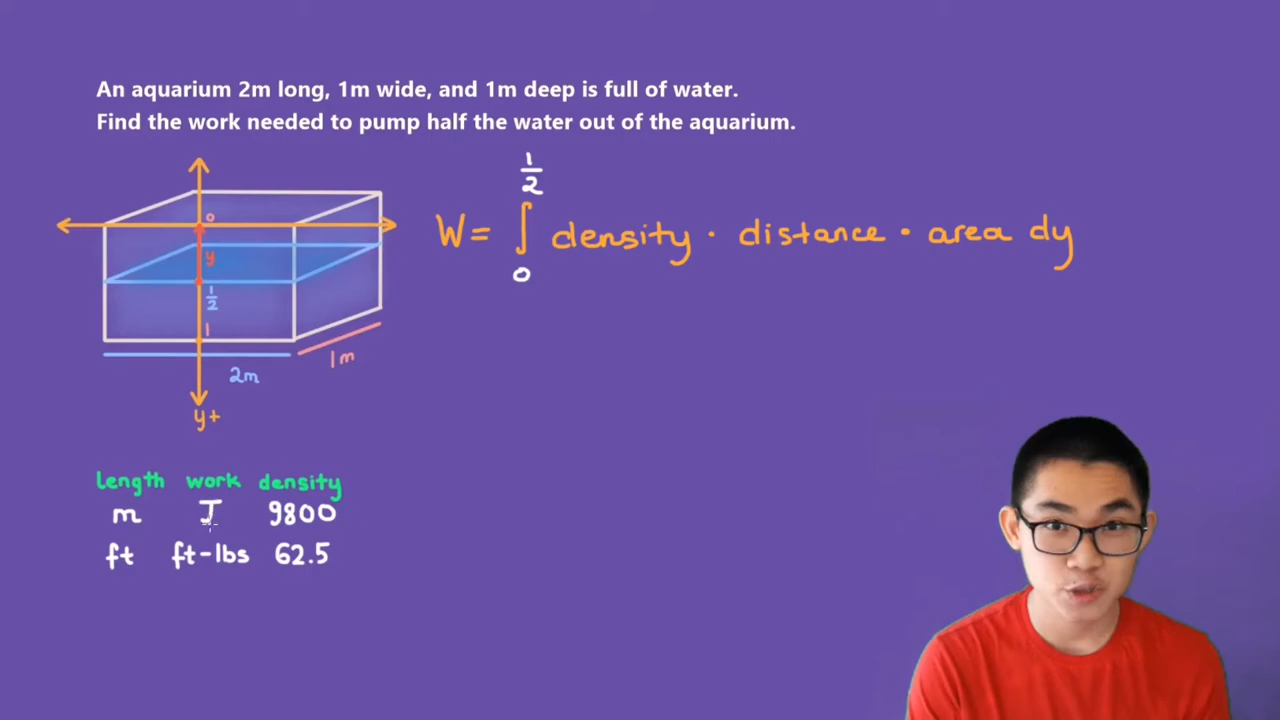 An aquarium 2m long, 1m wide, and 1m deep is full of water.
Find the work needed to pump half the water out of the aquarium.
1/2
W = ∫ density · distance · area dy
0
0
y
1/2
1
1m
2m
y+
length work density
m J 9800
ft ft-lbs 62.5